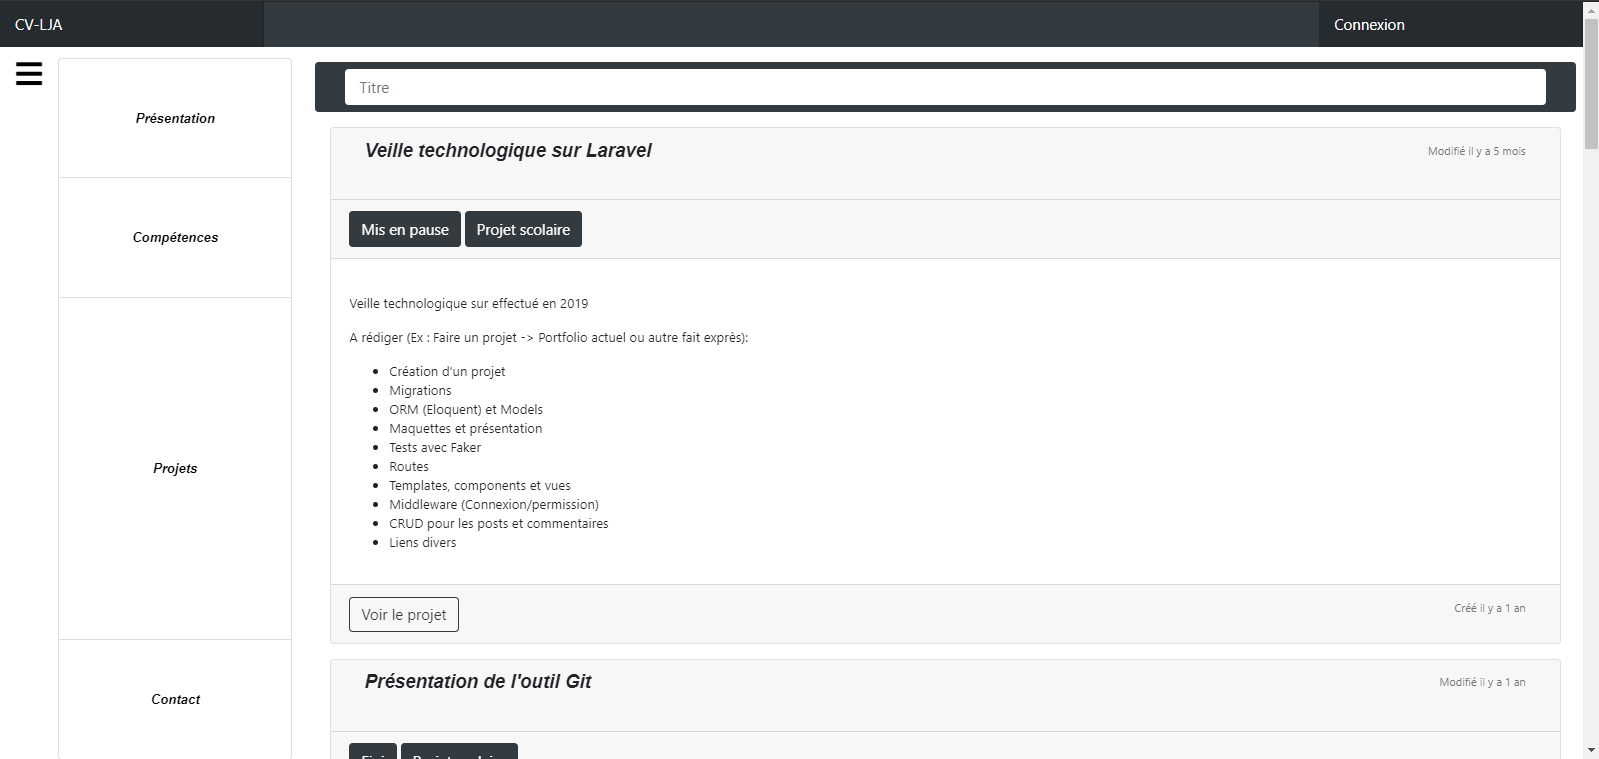 CV-LJA
Connexion
Présentation
Compétences
Projets
Contact
Titre
Veille technologique sur Laravel
Modifié il y a 5 mois
Mis en pause Projet scolaire
Veille technologique sur effectué en 2019
A rédiger (Ex : Faire un projet -> Portfolio actuel ou autre fait exprès):
Création d'un projet
Migrations
ORM (Eloquent) et Models
Maquettes et présentation
Tests avec Faker
Routes
Templates, components et vues
Middleware (Connexion/permission)
CRUD pour les posts et commentaires
Liens divers
Voir le projet
Créé il y a 1 an
Présentation de l'outil Git
Modifié il y a 1 an